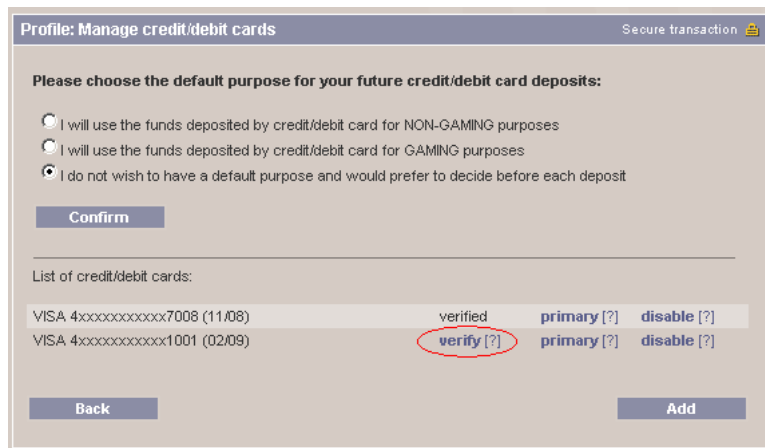 Profile: Manage credit/debit cards Secure transaction
Please choose the default purpose for your future credit/debit card deposits:
I will use the funds deposited by credit/debit card for NON-GAMING purposes
I will use the funds deposited by credit/debit card for GAMING purposes
I do not wish to have a default purpose and would prefer to decide before each deposit
Confirm
List of credit/debit cards:
VISA 4xxxxxxxxxxx7008 (11/08) verified primary [?] disable [?]
VISA 4xxxxxxxxxxx1001 (02/09) verify [?] primary [?] disable [?]
Back Add